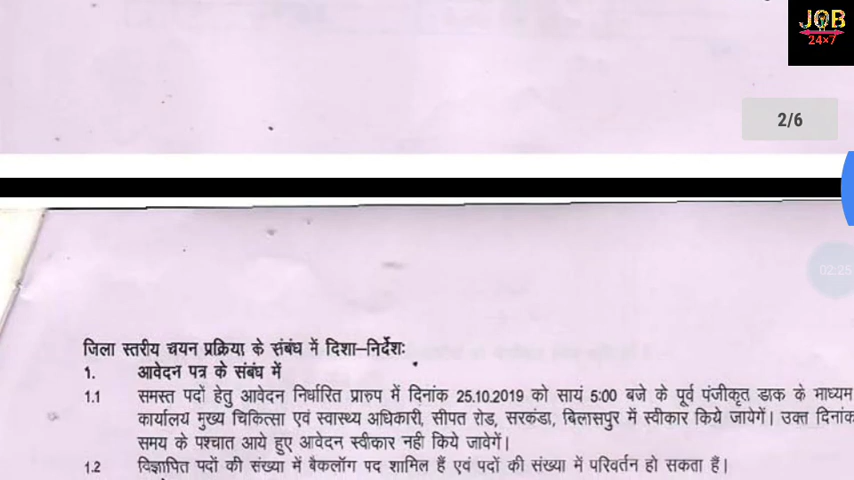 JOB
24×7
2/6
02:25
जिला स्तरीय चयन प्रक्रिया के संबंध में दिशा–निर्देशः
1. आवेदन पत्र के संबंध में
1.1 समस्त पदों हेतु आवेदन निर्धारित प्रारुप में दिनांक 25.10.2019 को सायं 5:00 बजे के पूर्व पंजीकृत डाक के माध्यम
कार्यालय मुख्य चिकित्सा एवं स्वास्थ्य अधिकारी, सीपत रोड, सरकंडा, बिलासपुर में स्वीकार किये जायेगें। उक्त दिनांक
समय के पश्चात आये हुए आवेदन स्वीकार नही किये जावेगें।
1.2 विज्ञापित पदों की संख्या में बैकलॉग पद शामिल हैं एवं पदों की संख्या में परिवर्तन हो सकता हैं।